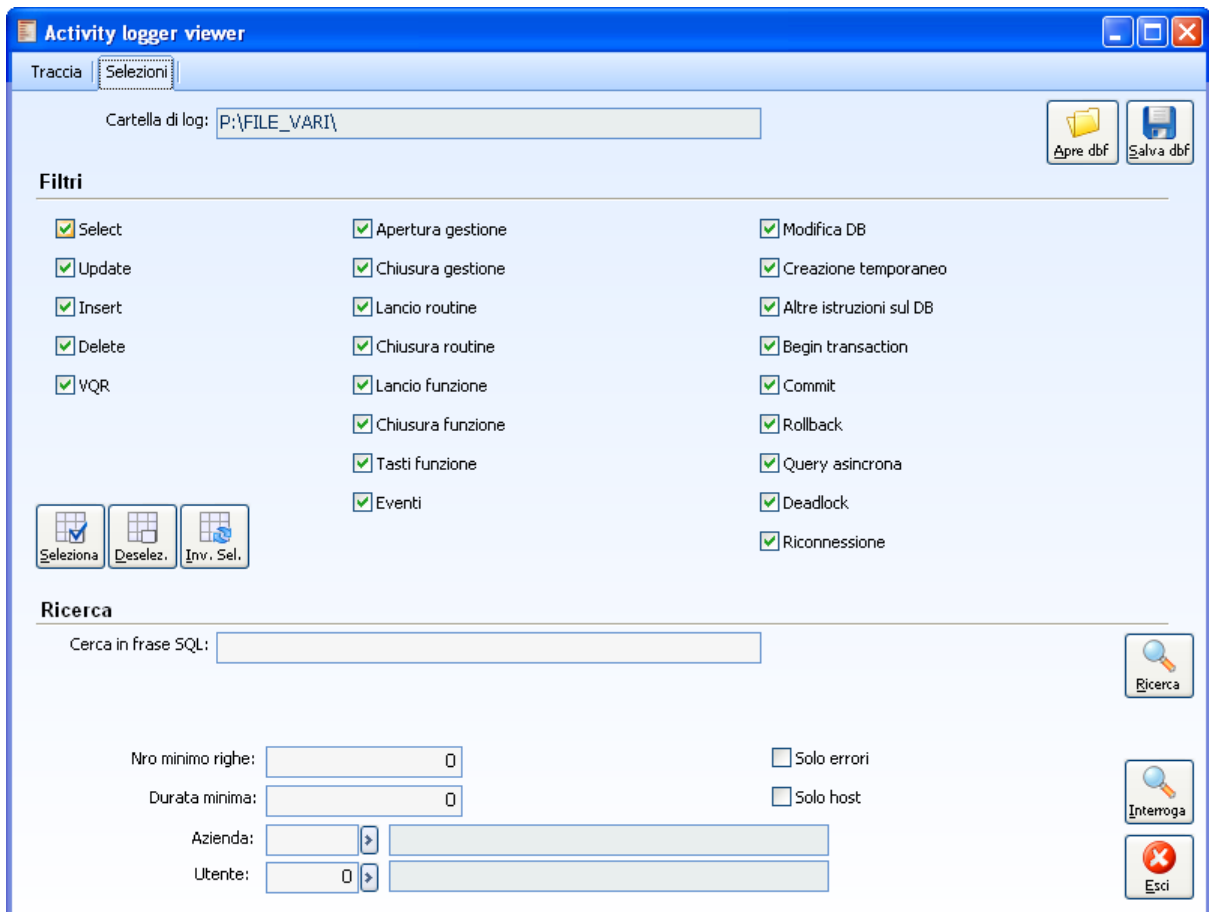 Activity logger viewer
Traccia Selezioni
Cartella di log: P:\FILE_VARI\
Apre dbf Salva dbf
Filtri
Select Apertura gestione Modifica DB
Update Chiusura gestione Creazione temporaneo
Insert Lancio routine Altre istruzioni sul DB
Delete Chiusura routine Begin transaction
VQR Lancio funzione Commit
Chiusura funzione Rollback
Tasti funzione Query asincrona
Eventi Deadlock
Seleziona Deselez. Inv. Sel. Riconnessione
Ricerca
Cerca in frase SQL:
Ricerca
Nro minimo righe: 0 Solo errori
Durata minima: 0 Solo host
Interroga
Azienda:
Utente: 0
Esci